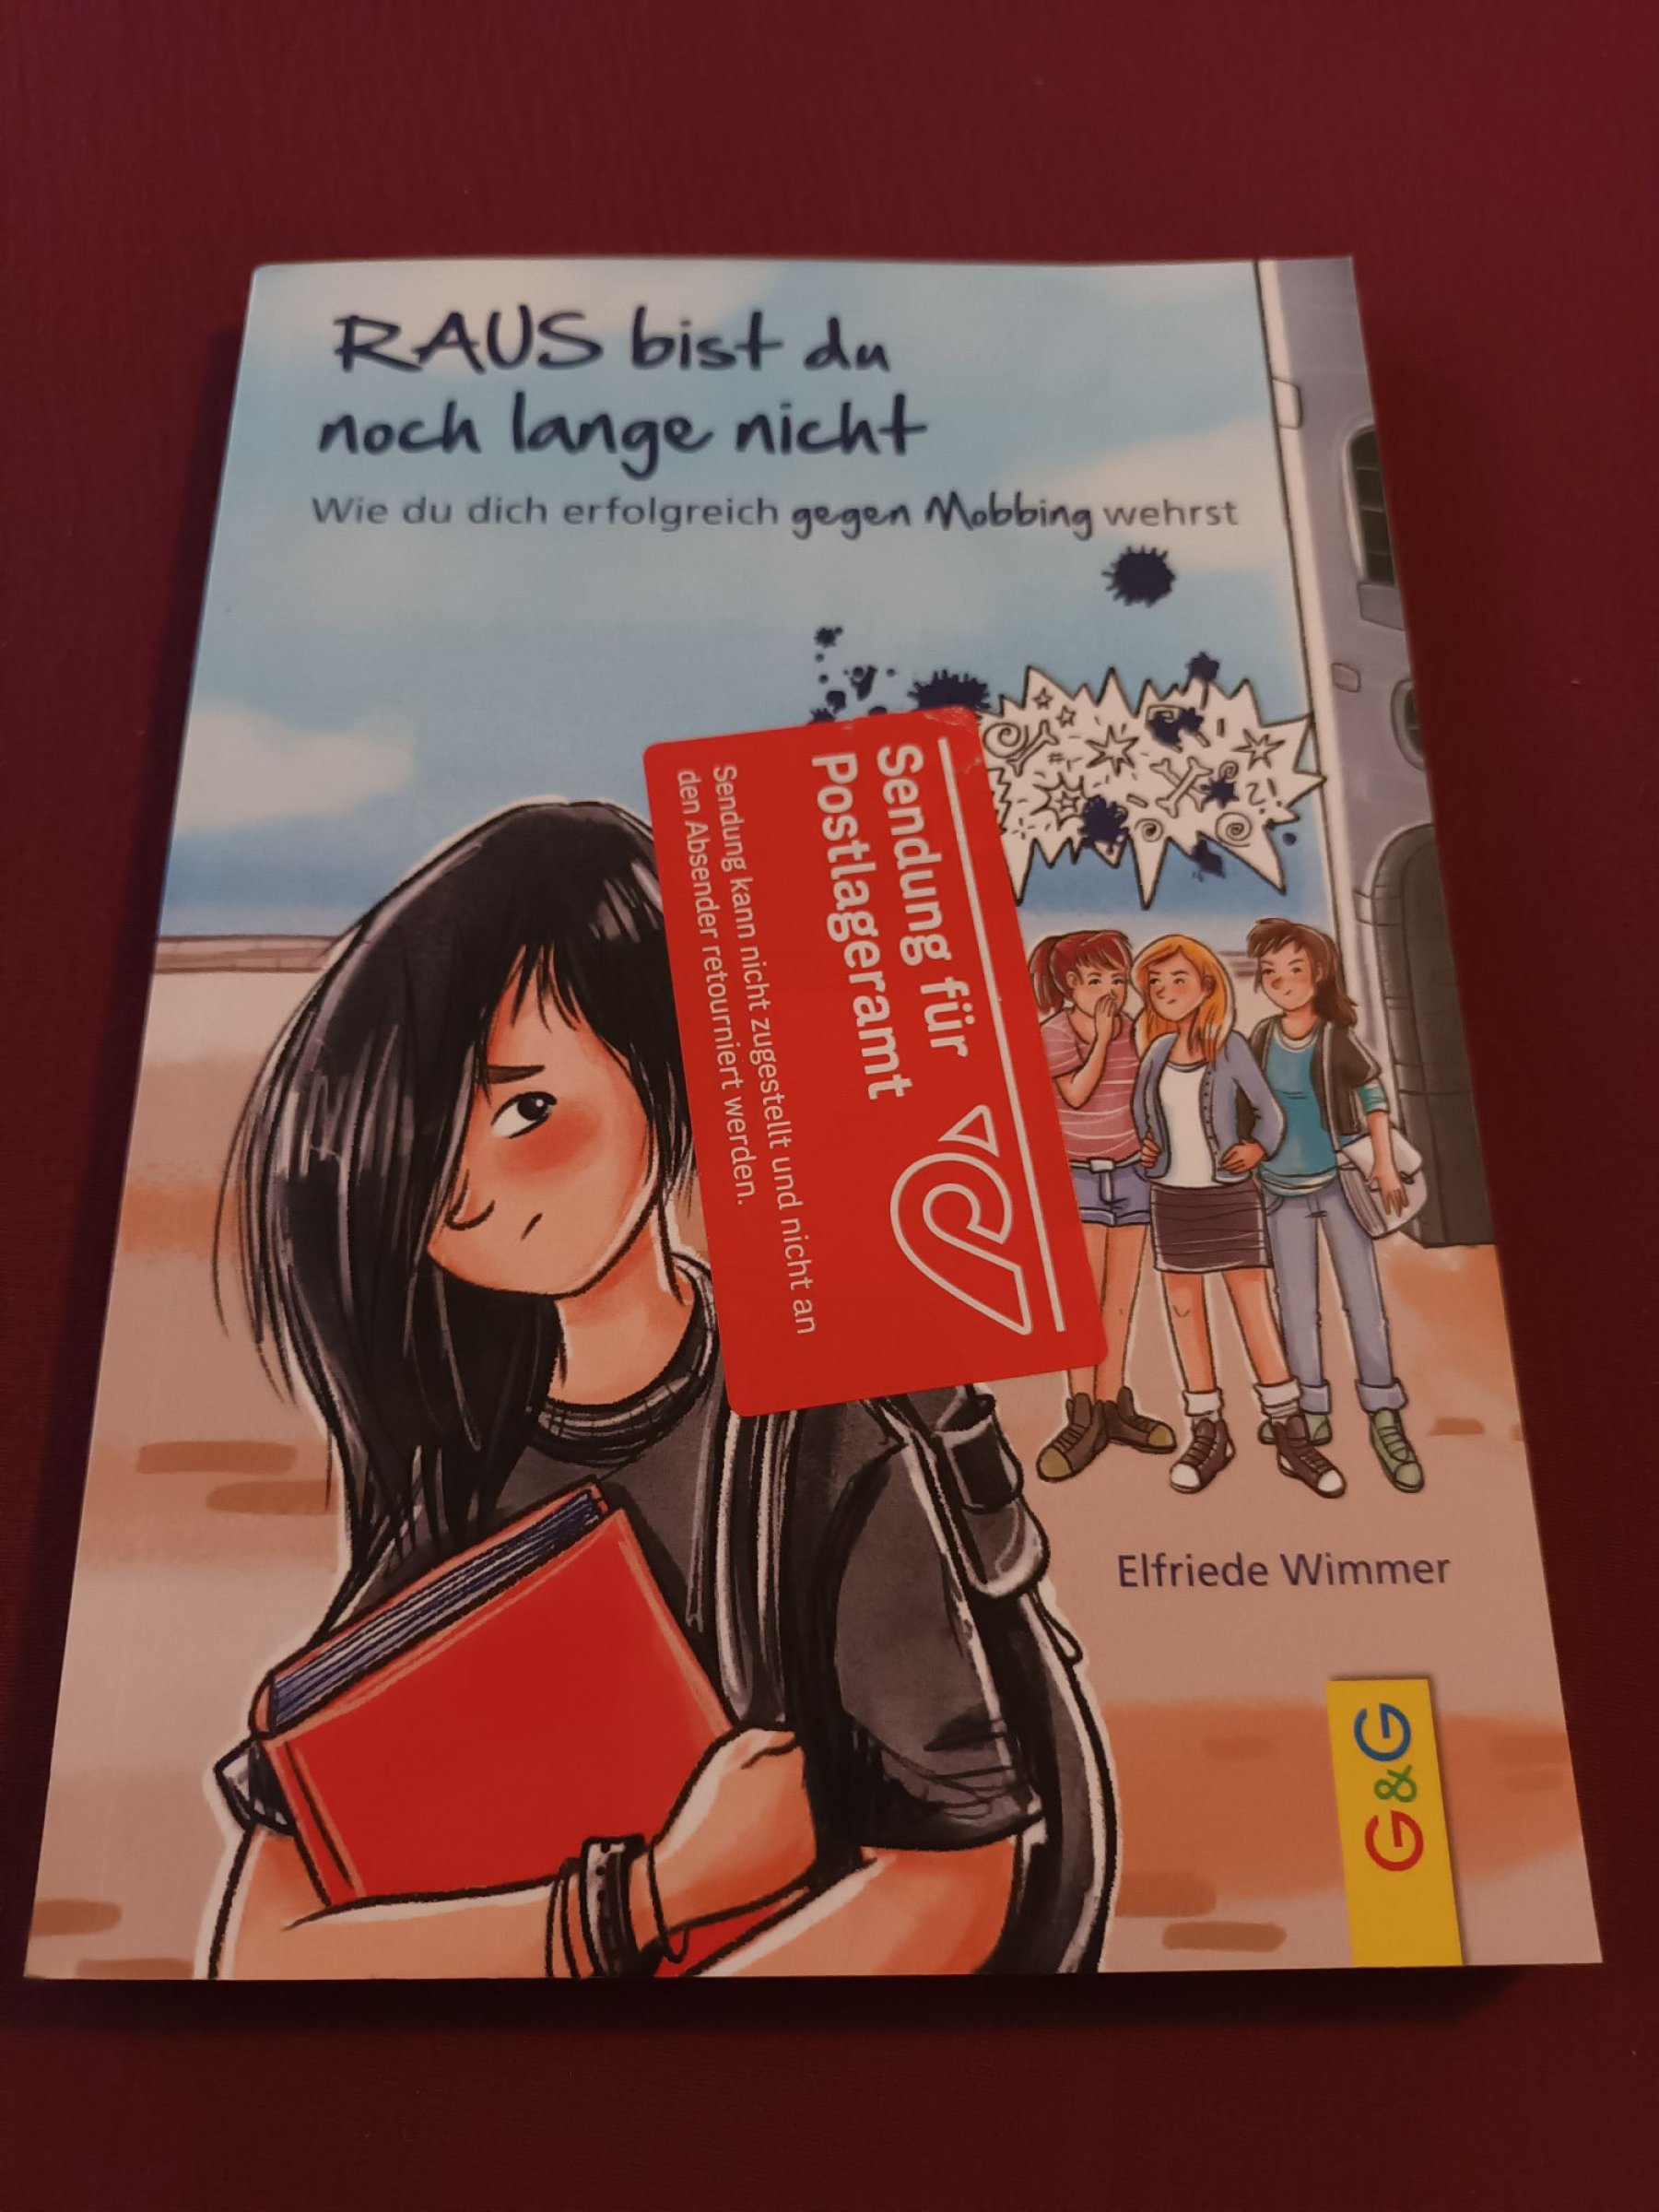 RAUS bist du
noch lange nicht
Wie du dich erfolgreich gegen Mobbing wehrst
Sendung für
Postlageramt
Sendung kann nicht zugestellt und nicht an
den Absender retourniert werden.
Elfriede Wimmer
G&G